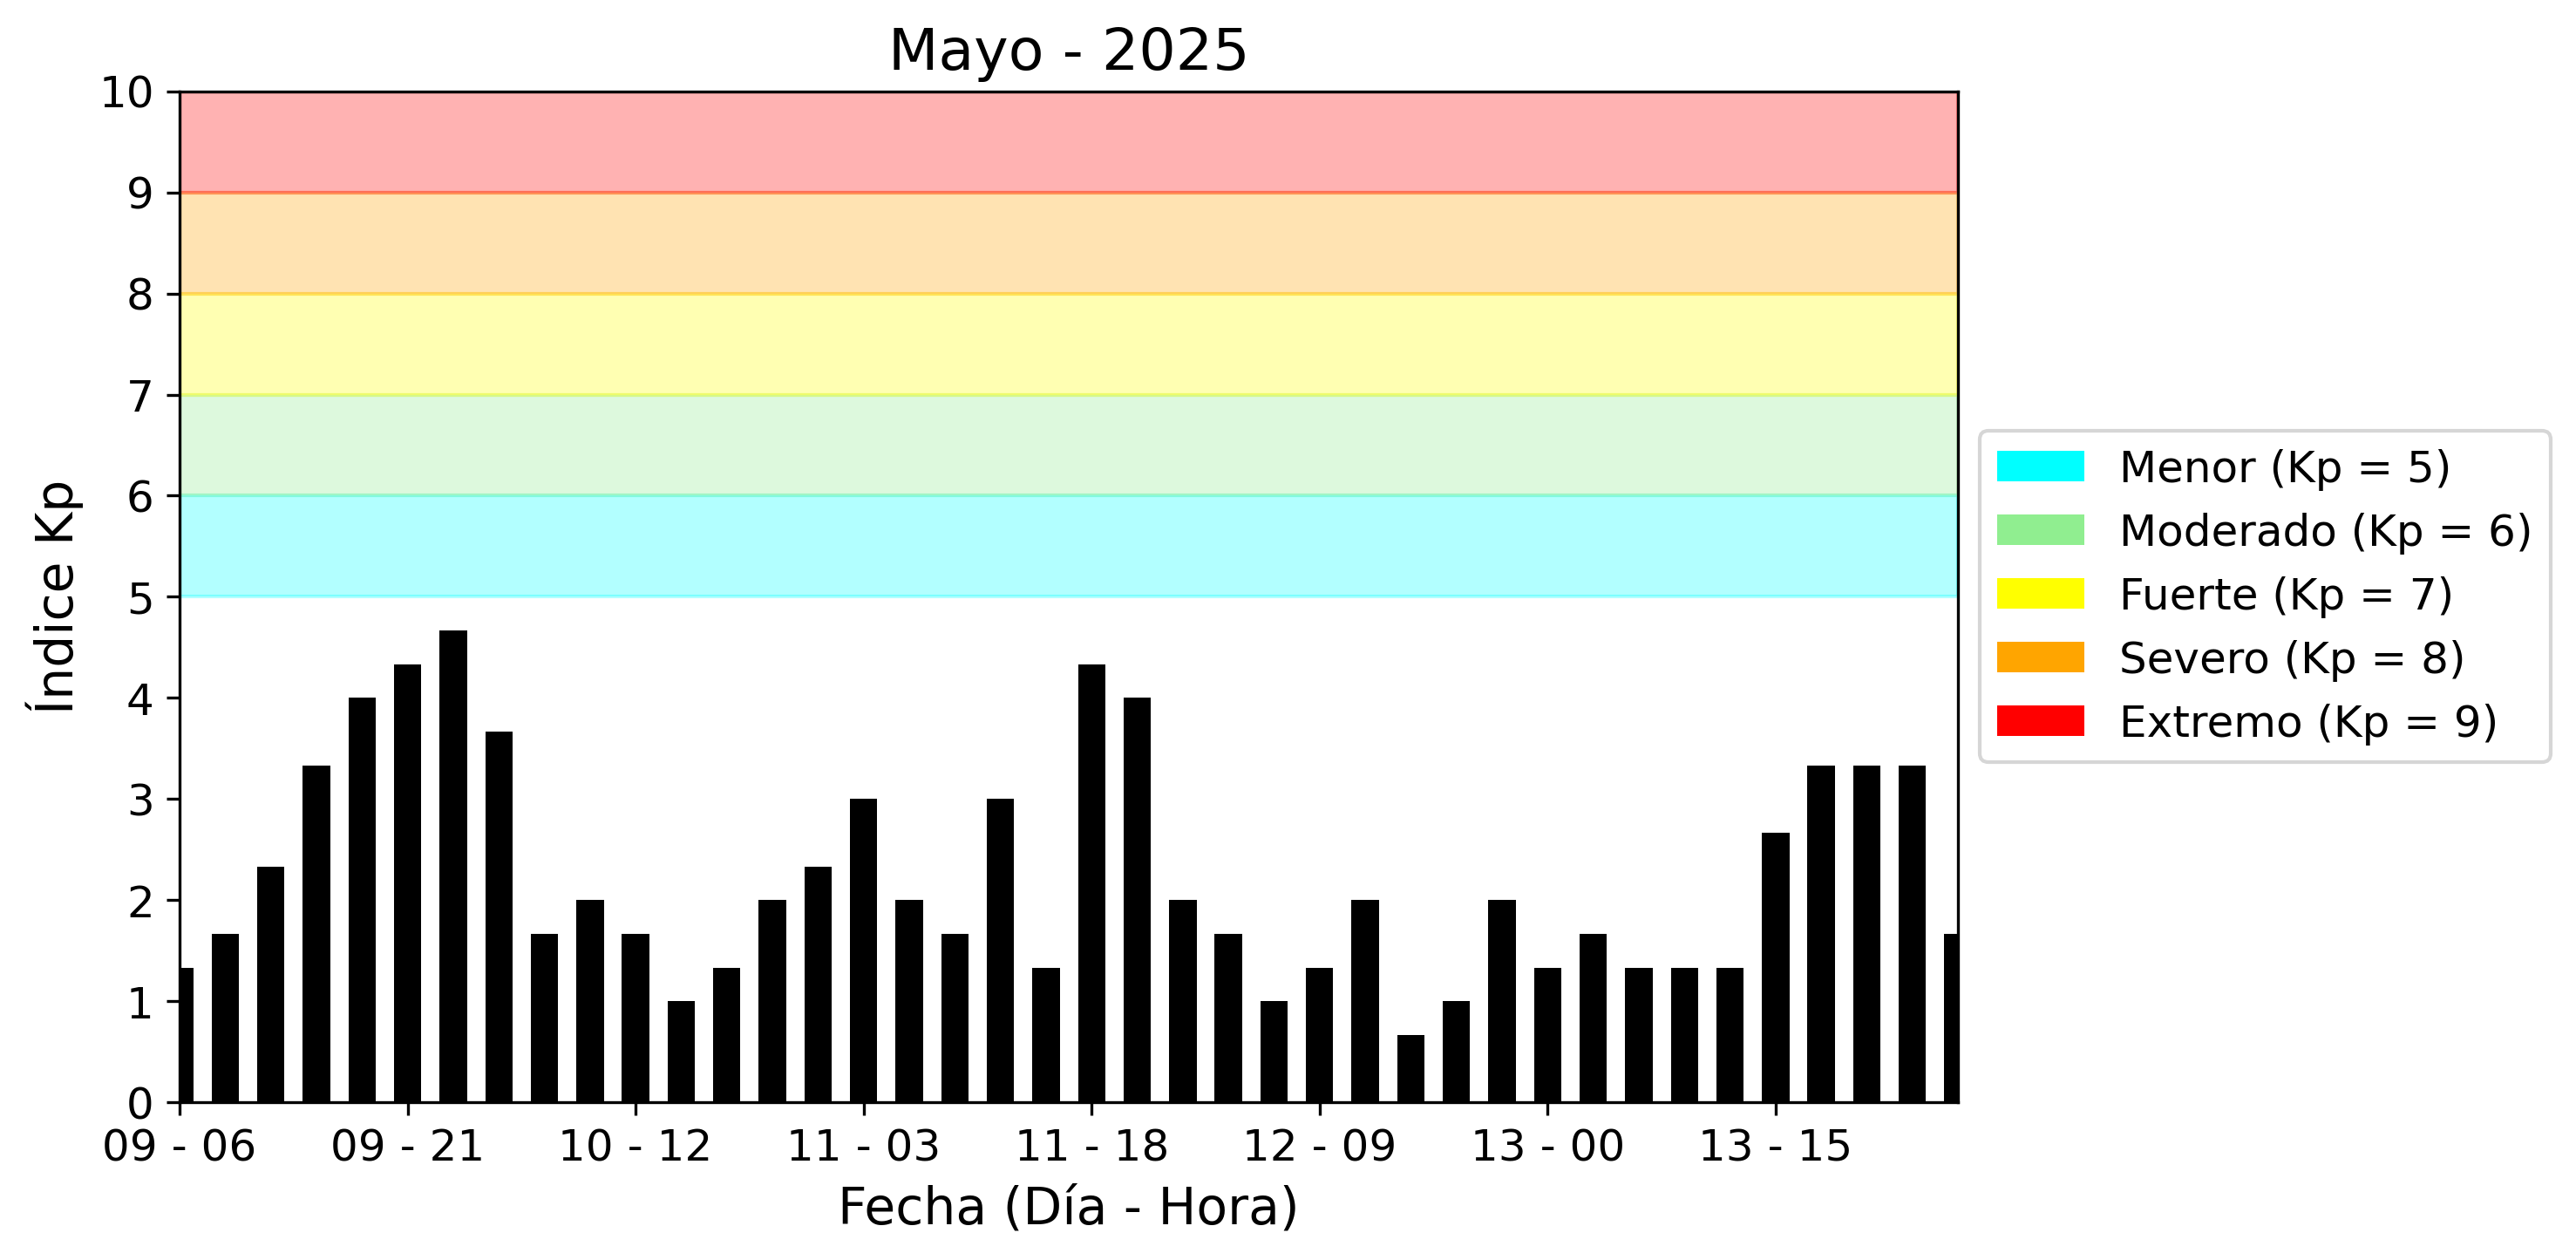 Mayo - 2025
10
9
8
7
6
5
4
3
2
1
0
Índice Kp
09 - 06 09 - 21 10 - 12 11 - 03 11 - 18 12 - 09 13 - 00 13 - 15
Fecha (Día - Hora)
Menor (Kp = 5)
Moderado (Kp = 6)
Fuerte (Kp = 7)
Severo (Kp = 8)
Extremo (Kp = 9)